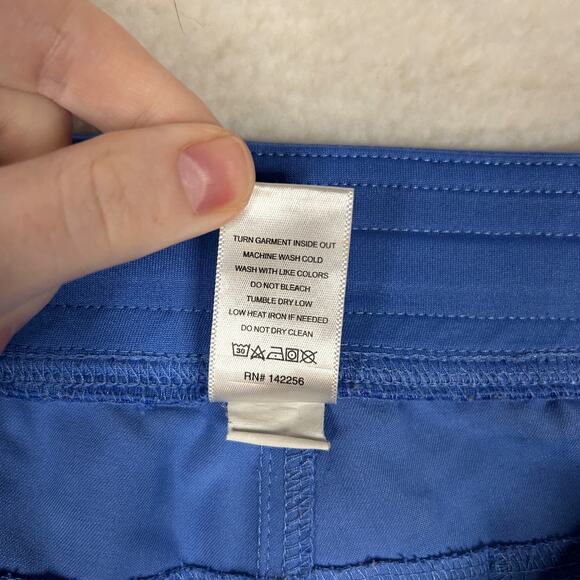 TURN GARMENT INSIDE OUT
MACHINE WASH COLD
WASH WITH LIKE COLORS
DO NOT BLEACH
TUMBLE DRY LOW
LOW HEAT IRON IF NEEDED
DO NOT DRY CLEAN
30
RN# 142256